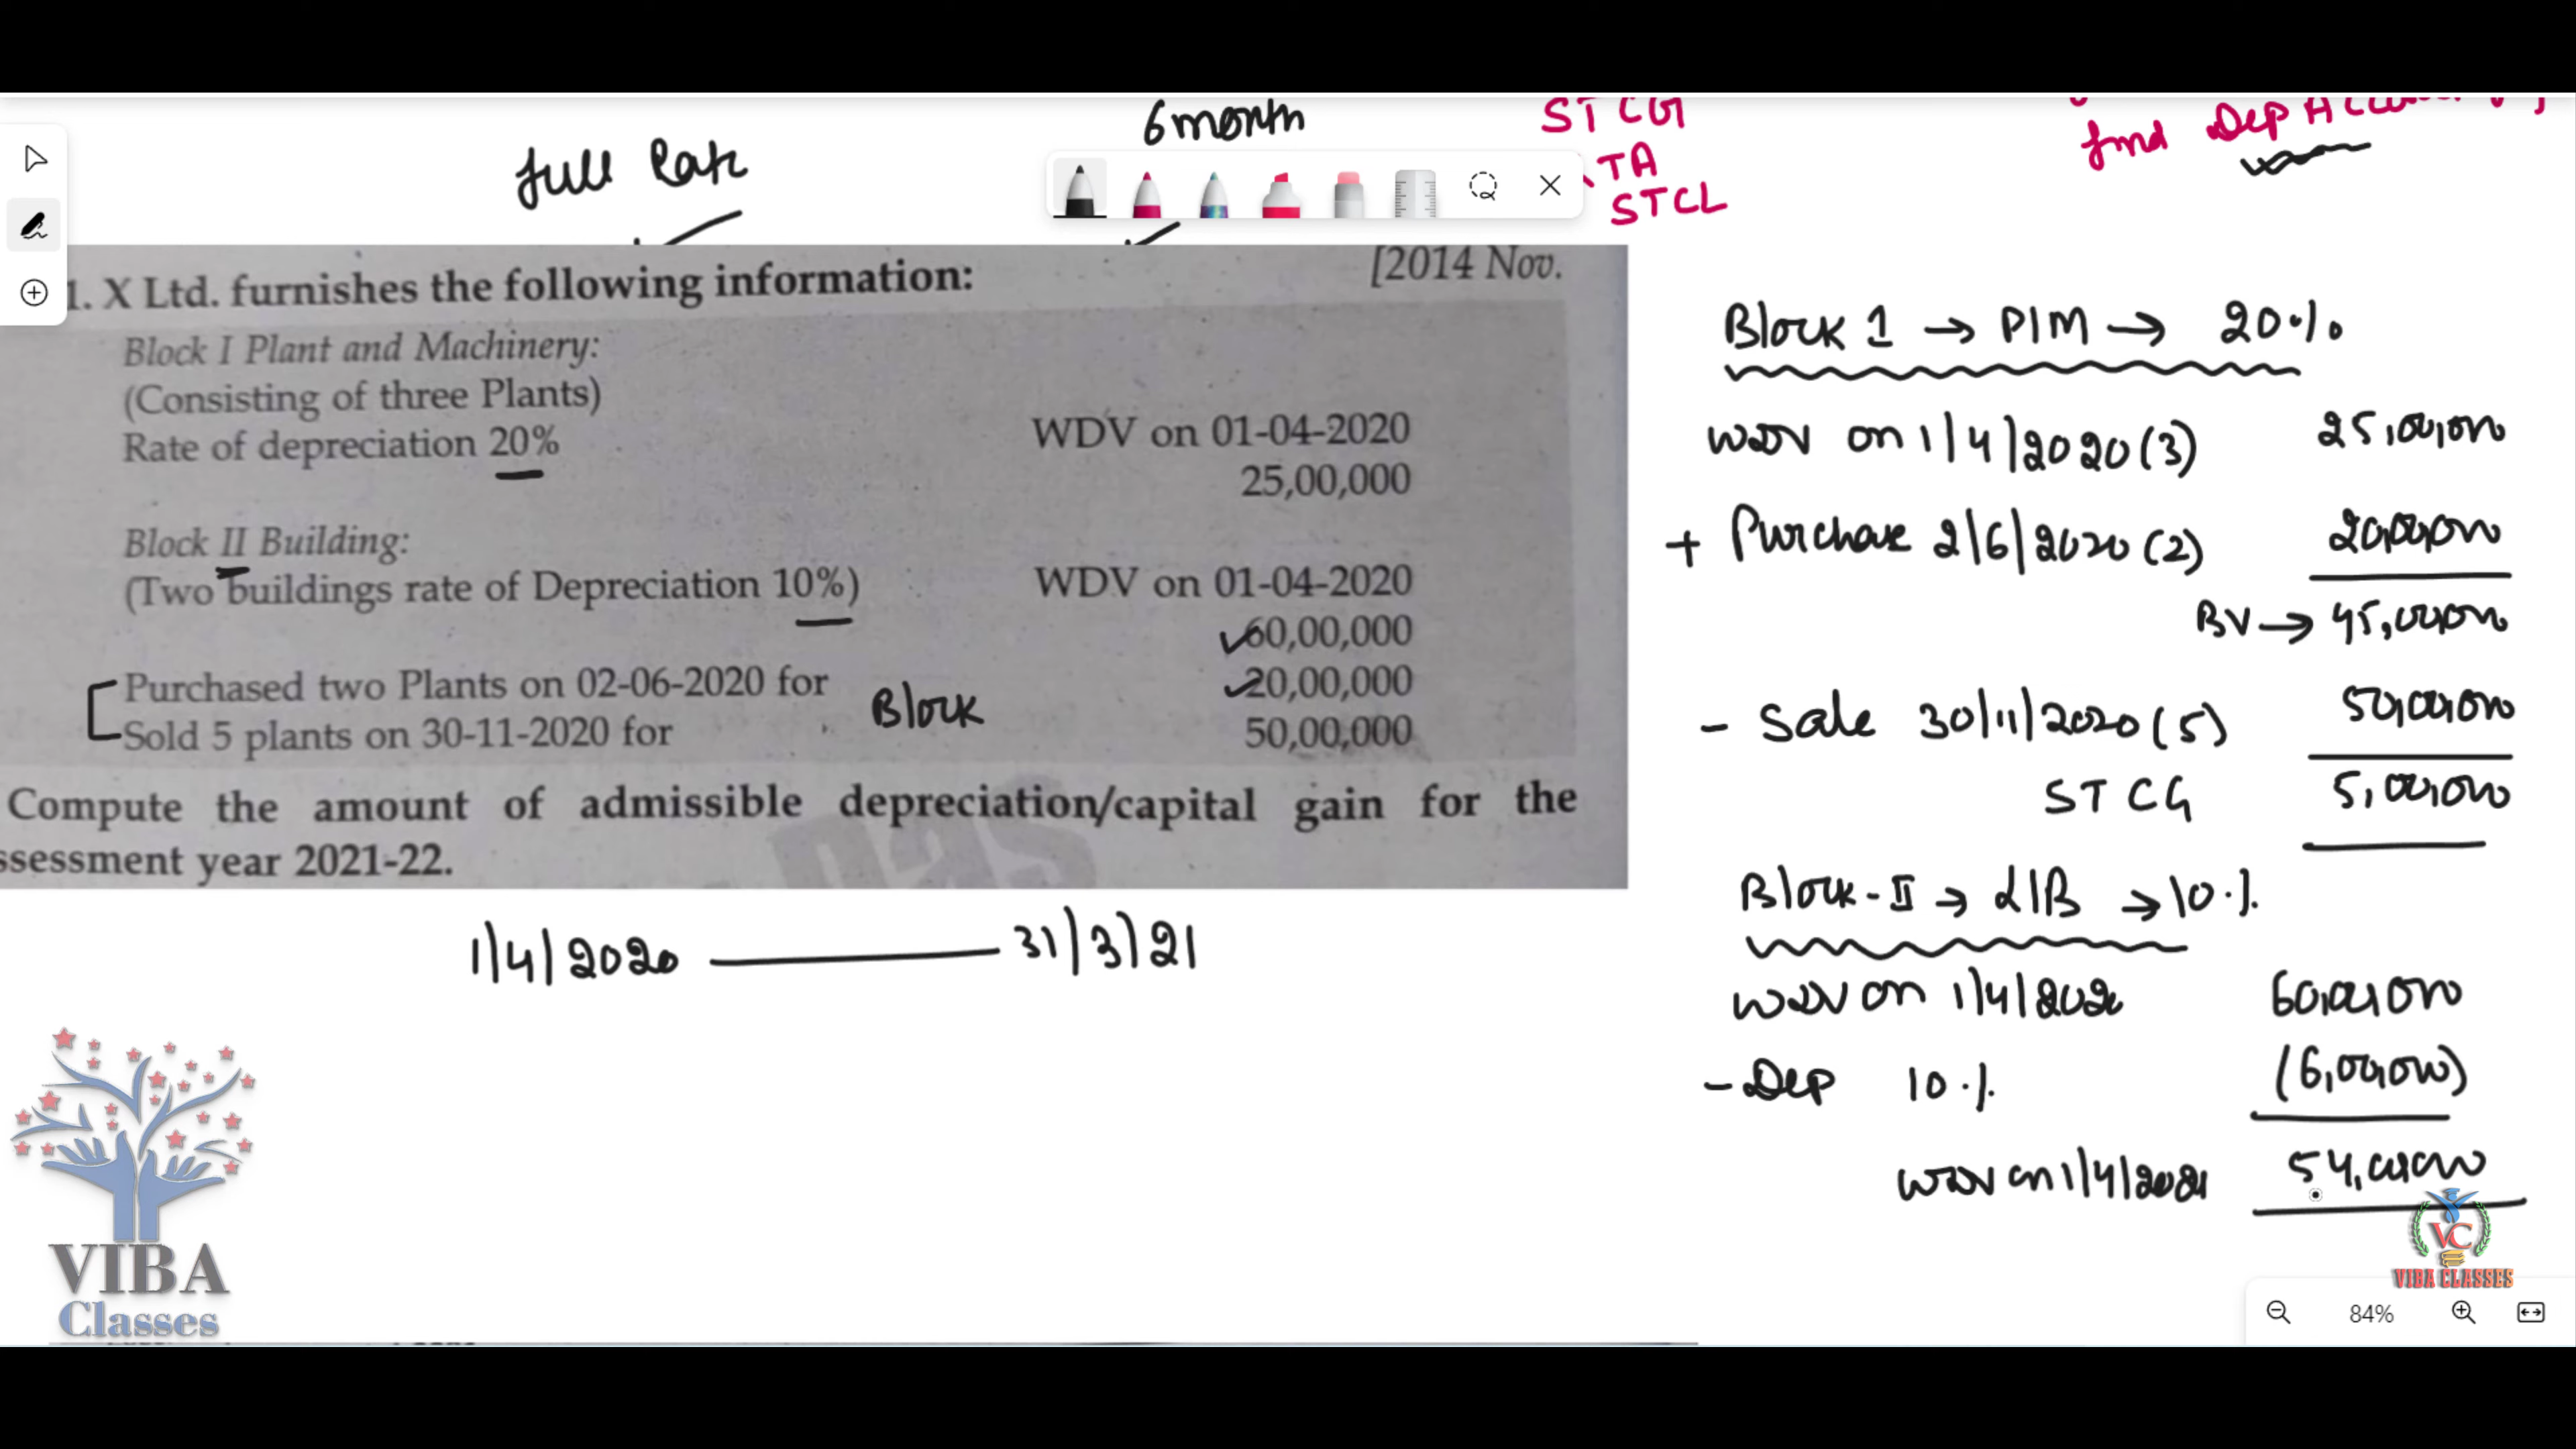 6 month
full Rate
STCG
TA
STCL
find Dep
1. X Ltd. furnishes the following information:
[2014 Nov.
Block I Plant and Machinery:
(Consisting of three Plants)
Rate of depreciation 20%
WDV on 01-04-2020
25,00,000
Block II Building:
(Two buildings rate of Depreciation 10%)
WDV on 01-04-2020
60,00,000
Purchased two Plants on 02-06-2020 for
20,00,000
Sold 5 plants on 30-11-2020 for
50,00,000
Block
Compute the amount of admissible depreciation/capital gain for the
ssessment year 2021-22.
1/4/2020 — 31/3/21
Block 1 → P/M → 20%
WDV on 1/4/2020 (3) 25,00,000
+ Purchase 2/6/2020 (2) 20,00,000
BV → 45,00,000
- Sale 30/11/2020 (5) 50,00,000
STCG 5,00,000
Block-II → L/B → 10%
WDV on 1/4/2020 60,00,000
- Dep 10% (6,00,000)
WDV on 1/4/2021 54,00,000
VIBA
Classes
VC
VIBA CLASSES
84%